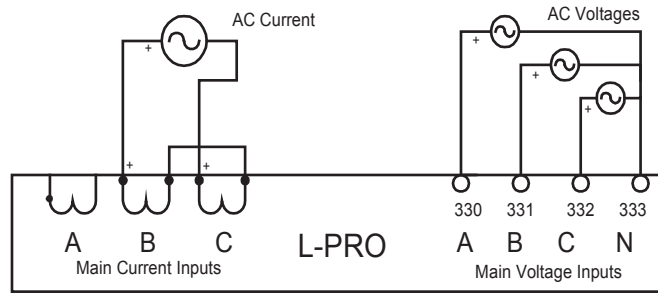 AC Current
AC Voltages
+
+
+
+
+
+
330 331 332 333
A B C L-PRO A B C N
Main Current Inputs
Main Voltage Inputs